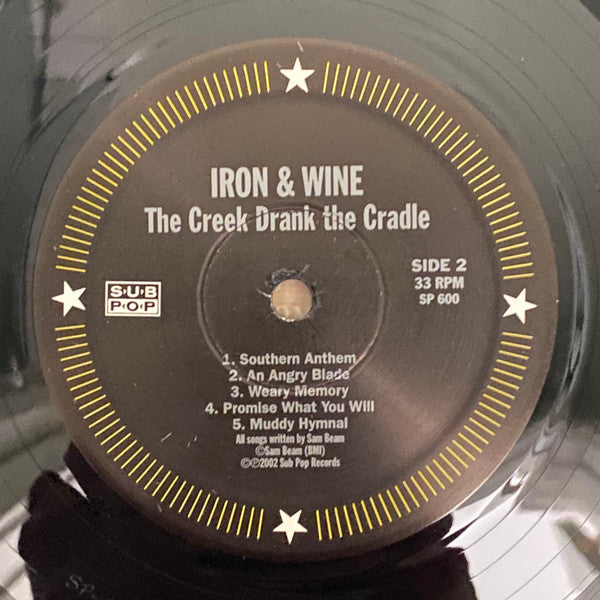 IRON & WINE
The Creek Drank the Cradle
SIDE 2
33 RPM
SP 600
SUB
POP
1. Southern Anthem
2. An Angry Blade
3. Weary Memory
4. Promise What You Will
5. Muddy Hymnal
All songs written by Sam Beam
©Sam Beam (BMI)
©℗2002 Sub Pop Records